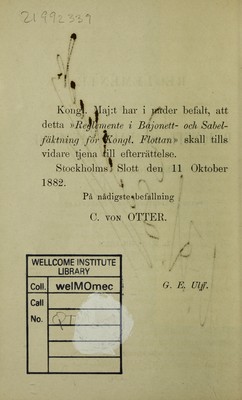 21992339
Kongl. Maj:t har i nåder befalt, att
detta »Reglemente i Bajonett- och Sabel-
fäktning för Kongl. Flottan» skall tills
vidare tjena till efterrättelse.
Stockholms Slott den 11 Oktober
1882.
På nådigste befallning
C. VON OTTER.
G. E. Ulff.
WELLCOME INSTITUTE
LIBRARY
Coll. welMOmec
Call
No. QT